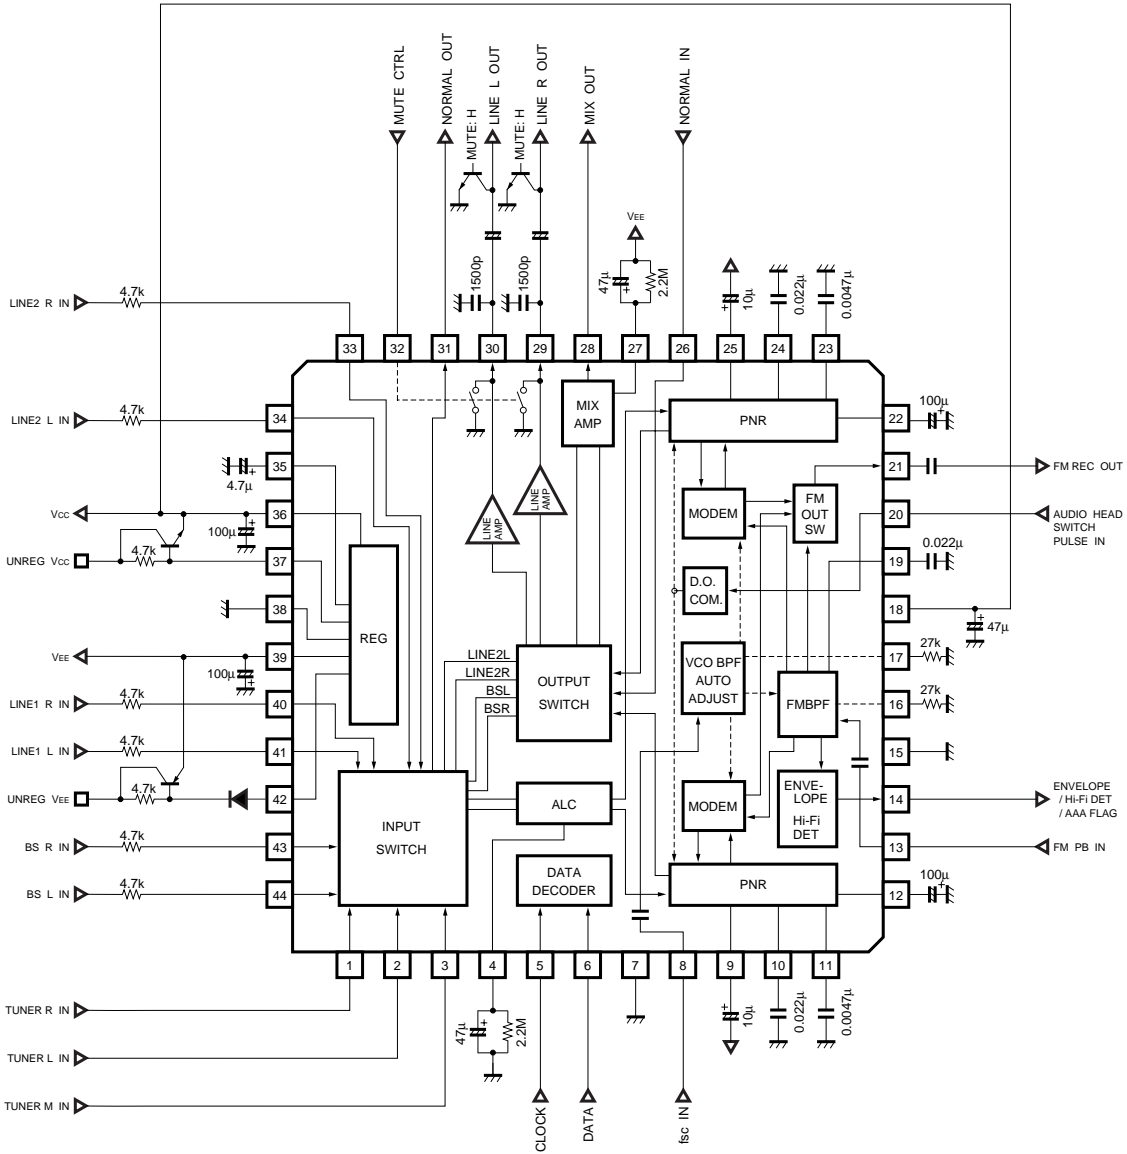 MUTE CTRL
NORMAL OUT
MUTE: H
LINE L OUT
MUTE: H
LINE R OUT
MIX OUT
NORMAL IN
VEE
1500p
1500p
47μ
2.2M
10μ
0.022μ
0.0047μ
LINE2 R IN
4.7k
33
32
31
30
29
28
27
26
25
24
23
LINE2 L IN
4.7k
34
MIX
AMP
PNR
22
100μ
35
4.7μ
21
FM REC OUT
LINE
AMP
LINE
AMP
MODEM
FM
OUT
SW
VCC
36
100μ
20
AUDIO HEAD
SWITCH
PULSE IN
UNREG VCC
4.7k
37
19
0.022μ
D.O.
COM.
38
REG
18
47μ
VEE
39
100μ
LINE2L
LINE2R
BSL
BSR
OUTPUT
SWITCH
VCO BPF
AUTO
ADJUST
FMBPF
17
27k
LINE1 R IN
4.7k
40
16
27k
LINE1 L IN
4.7k
41
15
UNREG VEE
4.7k
42
INPUT
SWITCH
ALC
MODEM
ENVE-
LOPE
Hi-Fi
DET
14
ENVELOPE
/ Hi-Fi DET
/ AAA FLAG
BS R IN
4.7k
43
13
FM PB IN
BS L IN
4.7k
44
DATA
DECODER
PNR
12
100μ
1
2
3
4
5
6
7
8
9
10
11
TUNER R IN
47μ
2.2M
10μ
0.022μ
0.0047μ
TUNER L IN
TUNER M IN
CLOCK
DATA
fsc IN